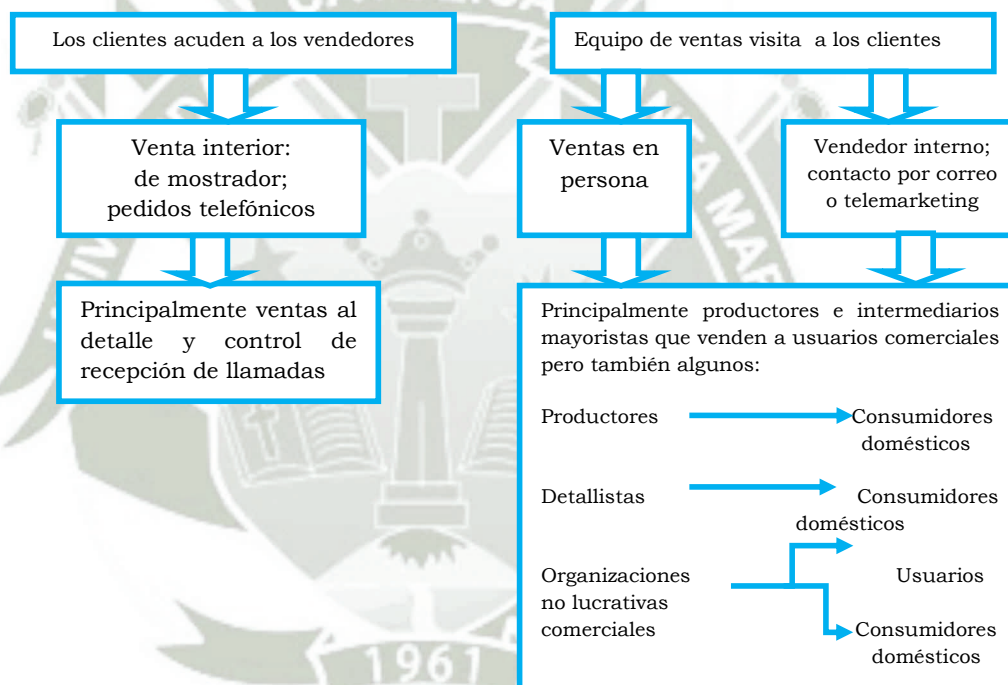 Los clientes acuden a los vendedores
Equipo de ventas visita a los clientes
Venta interior:
de mostrador;
pedidos telefónicos
Ventas en
persona
Vendedor interno;
contacto por correo
o telemarketing
Principalmente ventas al
detalle y control de
recepción de llamadas
Principalmente productores e intermediarios
mayoristas que venden a usuarios comerciales
pero también algunos:
Productores
Consumidores
domésticos
Detallistas
Consumidores
domésticos
Organizaciones
no lucrativas
comerciales
Usuarios
Consumidores
domésticos
1961